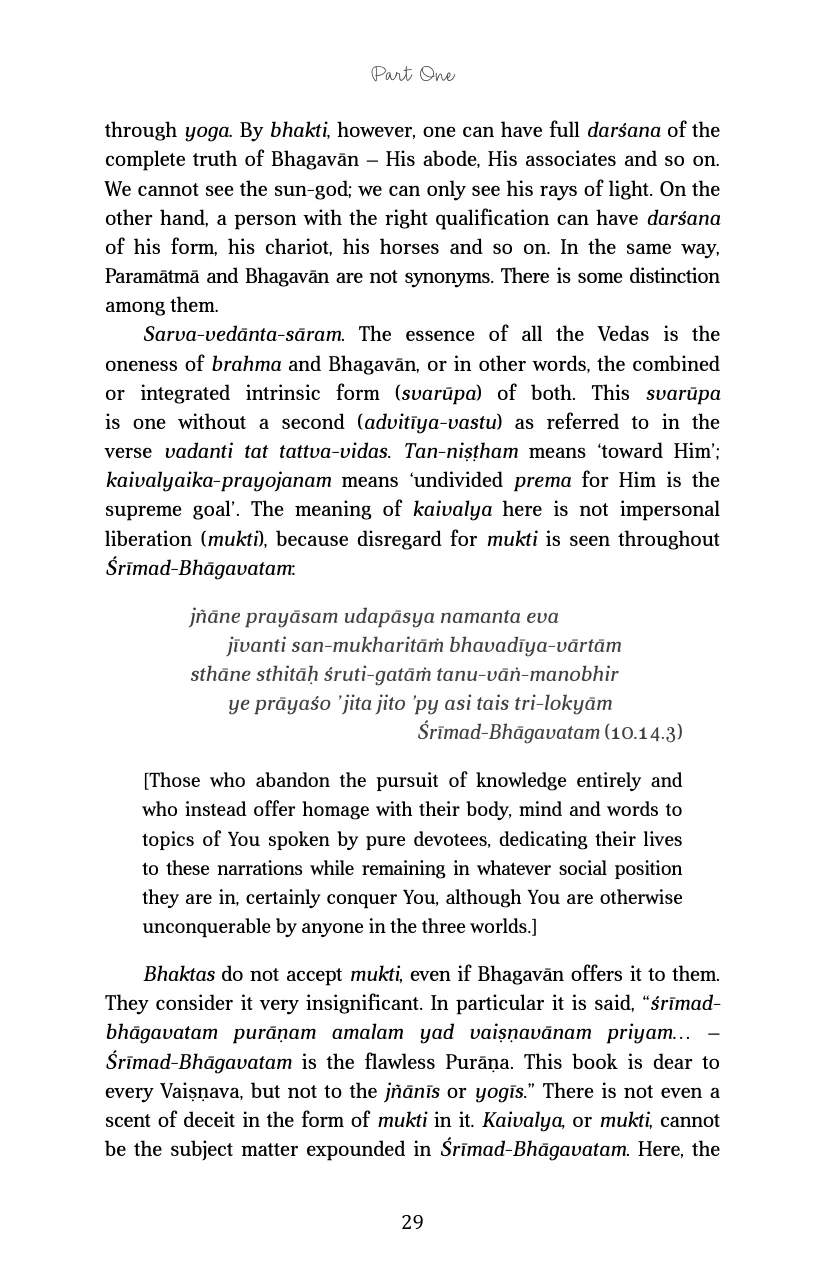 Part One
through yoga. By bhakti, however, one can have full darśana of the
complete truth of Bhagavān – His abode, His associates and so on.
We cannot see the sun-god; we can only see his rays of light. On the
other hand, a person with the right qualification can have darśana
of his form, his chariot, his horses and so on. In the same way,
Paramātmā and Bhagavān are not synonyms. There is some distinction
among them.
Sarva-vedānta-sāram. The essence of all the Vedas is the
oneness of brahma and Bhagavān, or in other words, the combined
or integrated intrinsic form (svarūpa) of both. This svarūpa
is one without a second (advitīya-vastu) as referred to in the
verse vadanti tat tattva-vidas. Tan-niṣṭham means ‘toward Him’;
kaivalyaika-prayojanam means ‘undivided prema for Him is the
supreme goal’. The meaning of kaivalya here is not impersonal
liberation (mukti), because disregard for mukti is seen throughout
Śrīmad-Bhāgavatam:
jñāne prayāsam udapāsya namanta eva
jīvanti san-mukharitāṁ bhavadīya-vārtām
sthāne sthitāḥ śruti-gatāṁ tanu-vāṅ-manobhir
ye prāyaśo ’jita jito ’py asi tais tri-lokyām
Śrīmad-Bhāgavatam (10.14.3)
[Those who abandon the pursuit of knowledge entirely and
who instead offer homage with their body, mind and words to
topics of You spoken by pure devotees, dedicating their lives
to these narrations while remaining in whatever social position
they are in, certainly conquer You, although You are otherwise
unconquerable by anyone in the three worlds.]
Bhaktas do not accept mukti, even if Bhagavān offers it to them.
They consider it very insignificant. In particular it is said, “śrīmad-
bhāgavatam purāṇam amalam yad vaiṣṇavānam priyam… –
Śrīmad-Bhāgavatam is the flawless Purāṇa. This book is dear to
every Vaiṣṇava, but not to the jñānīs or yogīs.” There is not even a
scent of deceit in the form of mukti in it. Kaivalya, or mukti, cannot
be the subject matter expounded in Śrīmad-Bhāgavatam. Here, the
29